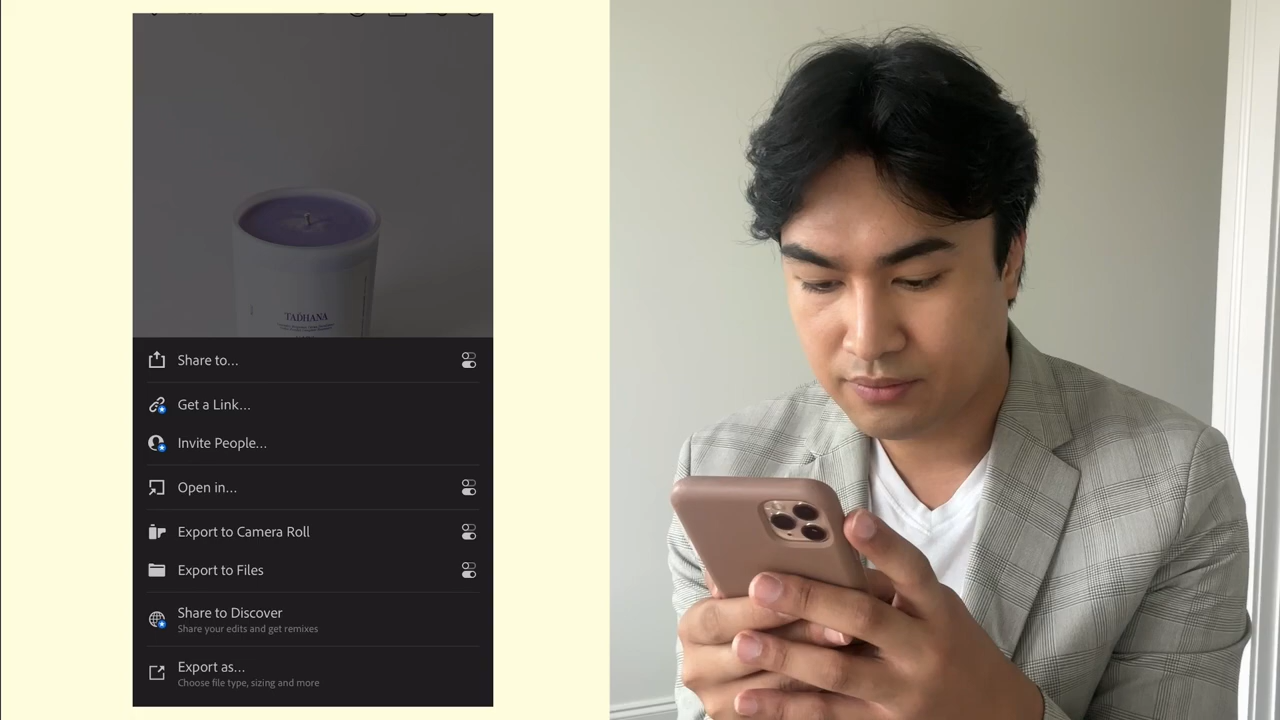 TADHANA
Share to...
Get a Link...
Invite People...
Open in...
Export to Camera Roll
Export to Files
Share to Discover
Share your edits and get remixes
Export as...
Choose file type, sizing and more